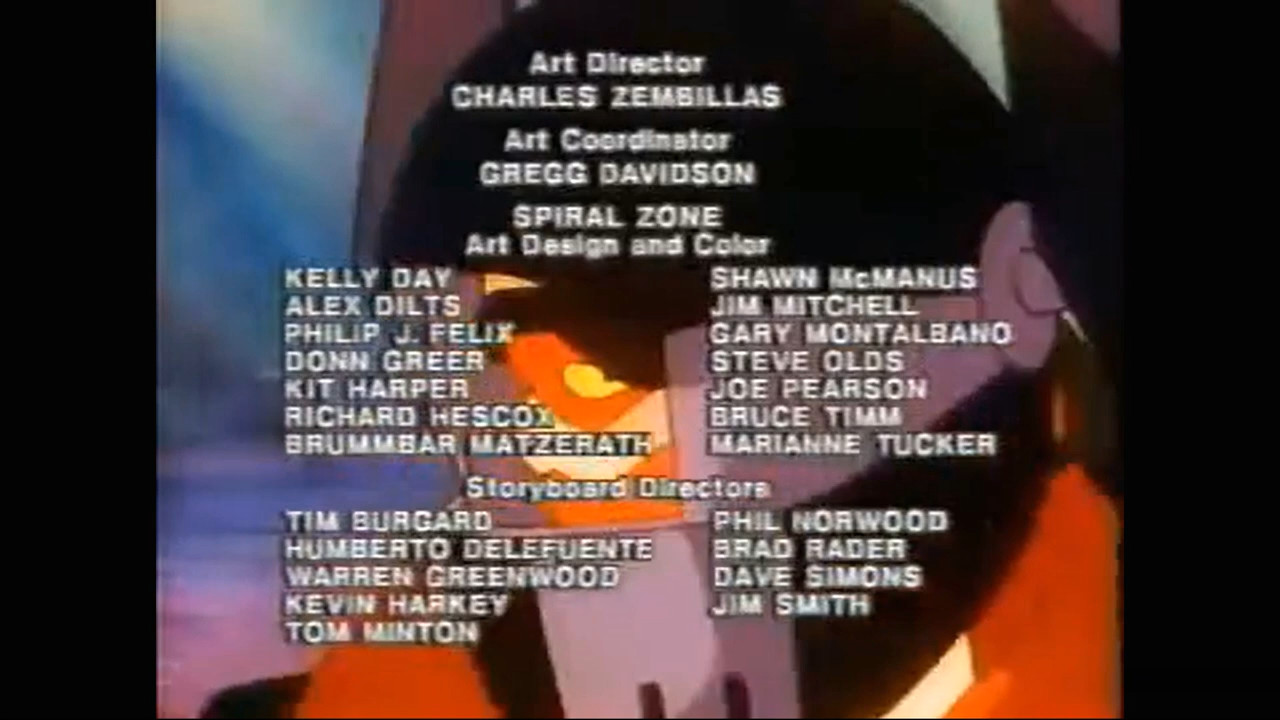 Art Director
CHARLES ZEMBILLAS
Art Coordinator
GREGG DAVIDSON
SPIRAL ZONE
Art Design and Color
KELLY DAY
ALEX DILTS
PHILIP J. FELIX
DONN GREER
KIT HARPER
RICHARD HESCOX
BRUMMBAR MATZERATH
SHAWN McMANUS
JIM MITCHELL
GARY MONTALBANO
STEVE OLDS
JOE PEARSON
BRUCE TIMM
MARIANNE TUCKER
Storyboard Directors
TIM BURGARD
HUMBERTO DELEFUENTE
WARREN GREENWOOD
KEVIN HARKEY
TOM MINTON
PHIL NORWOOD
BRAD RADER
DAVE SIMONS
JIM SMITH